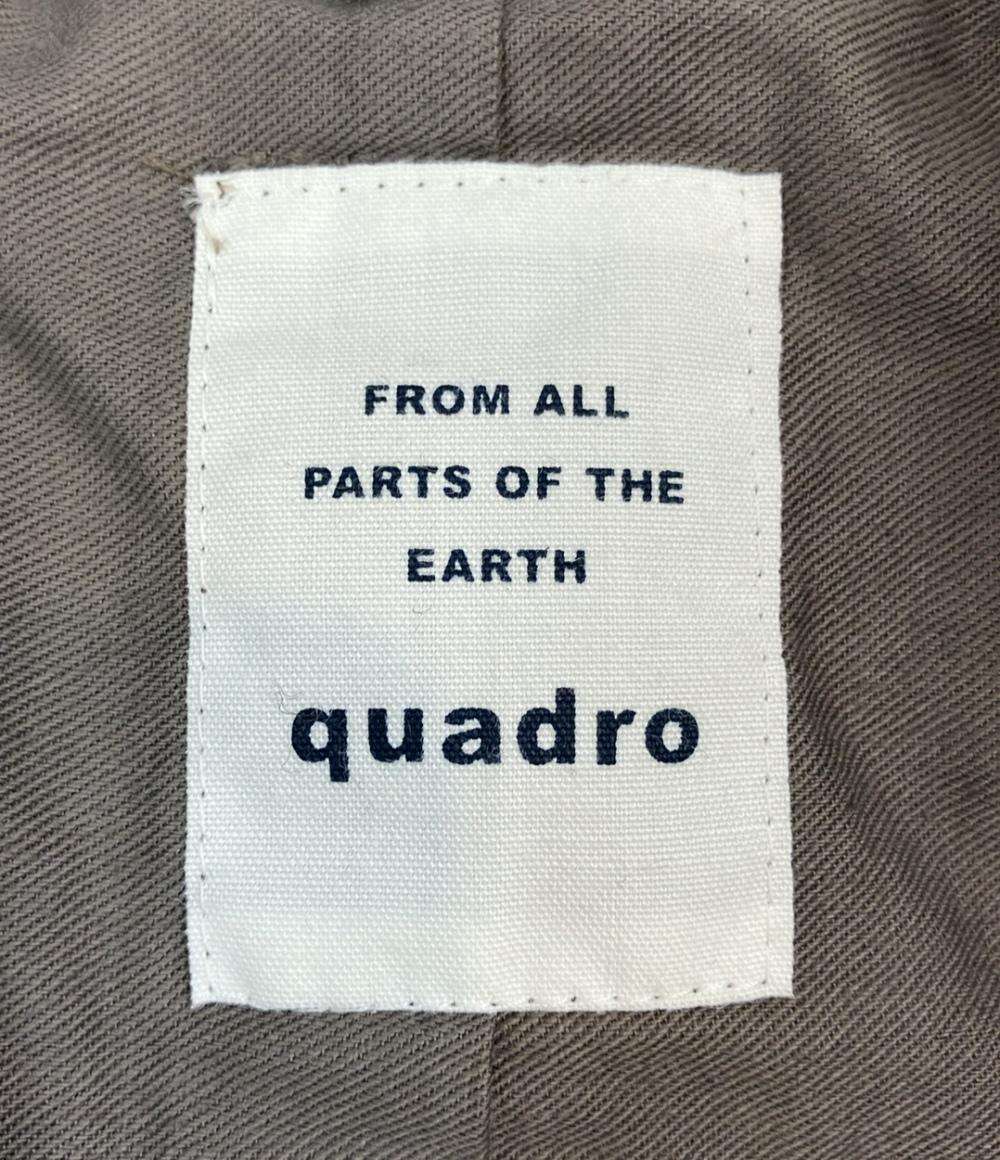 FROM ALL
PARTS OF THE
EARTH
quadro